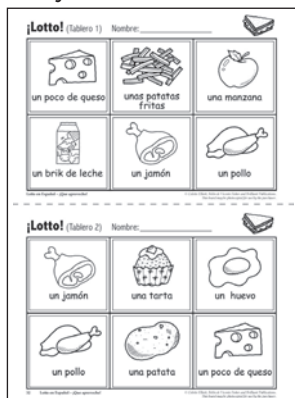 ¡Lotto! (Tablero 1) Nombre:
un poco de queso
unas patatas
fritas
una manzana
un brik de leche
un jamón
un pollo
¡Lotto! (Tablero 2) Nombre:
un jamón
una tarta
un huevo
un pollo
una patata
un poco de queso